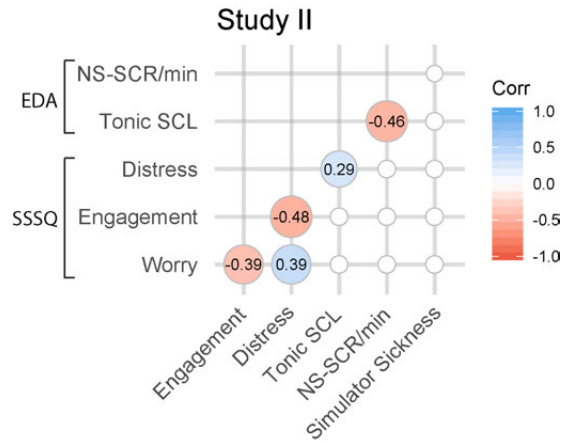 Study II
EDA
NS-SCR/min
Tonic SCL
-0.46
SSSQ
Distress
0.29
Engagement
-0.48
Worry
-0.39
0.39
Engagement
Distress
Tonic SCL
NS-SCR/min
Simulator Sickness
Corr
1.0
0.5
0.0
-0.5
-1.0